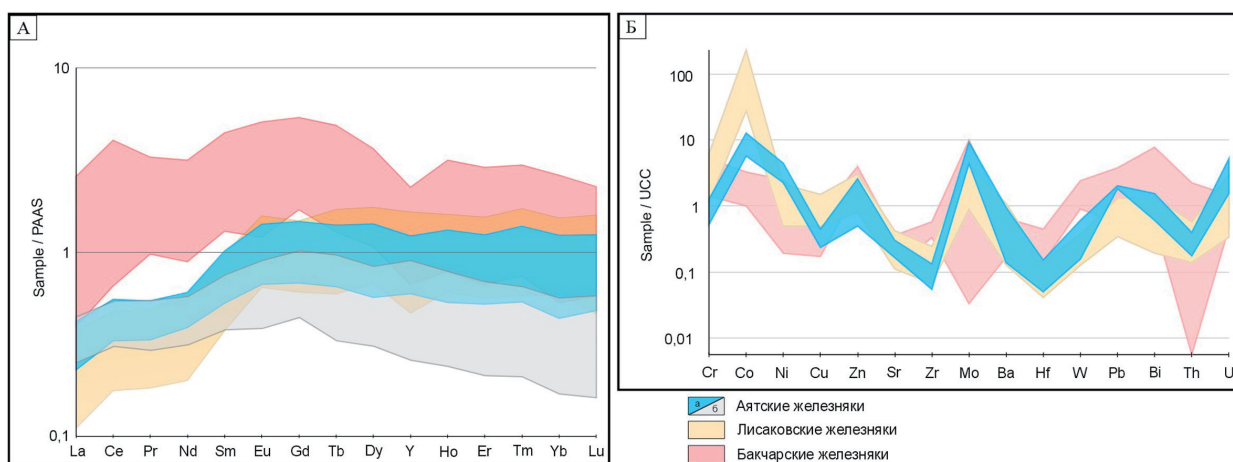 А
10
1
0,1
Sample / PAAS
La Ce Pr Nd Sm Eu Gd Tb Dy Y Ho Er Tm Yb Lu
Б
100
10
1
0,1
0,01
Sample / UCC
Cr Co Ni Cu Zn Sr Zr Mo Ba Hf W Pb Bi Th U
а б Аятские железняки
Лисаковские железняки
Бакчарские железняки